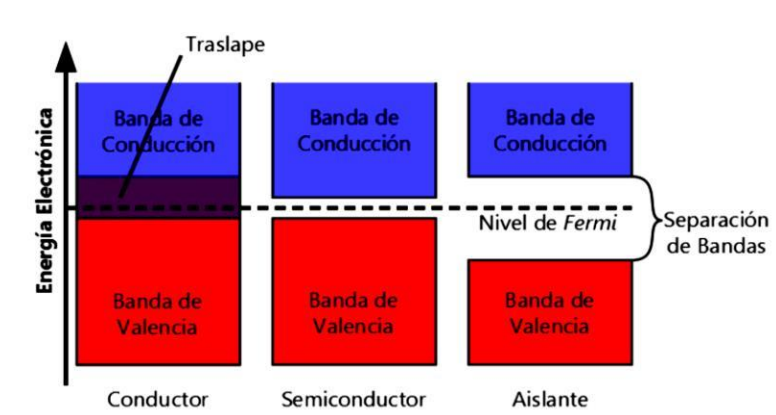 Traslape
Energía Electrónica
Banda de
Conducción
Banda de
Conducción
Banda de
Conducción
Nivel de Fermi
Separación
de Bandas
Banda de
Valencia
Banda de
Valencia
Banda de
Valencia
Conductor
Semiconductor
Aislante